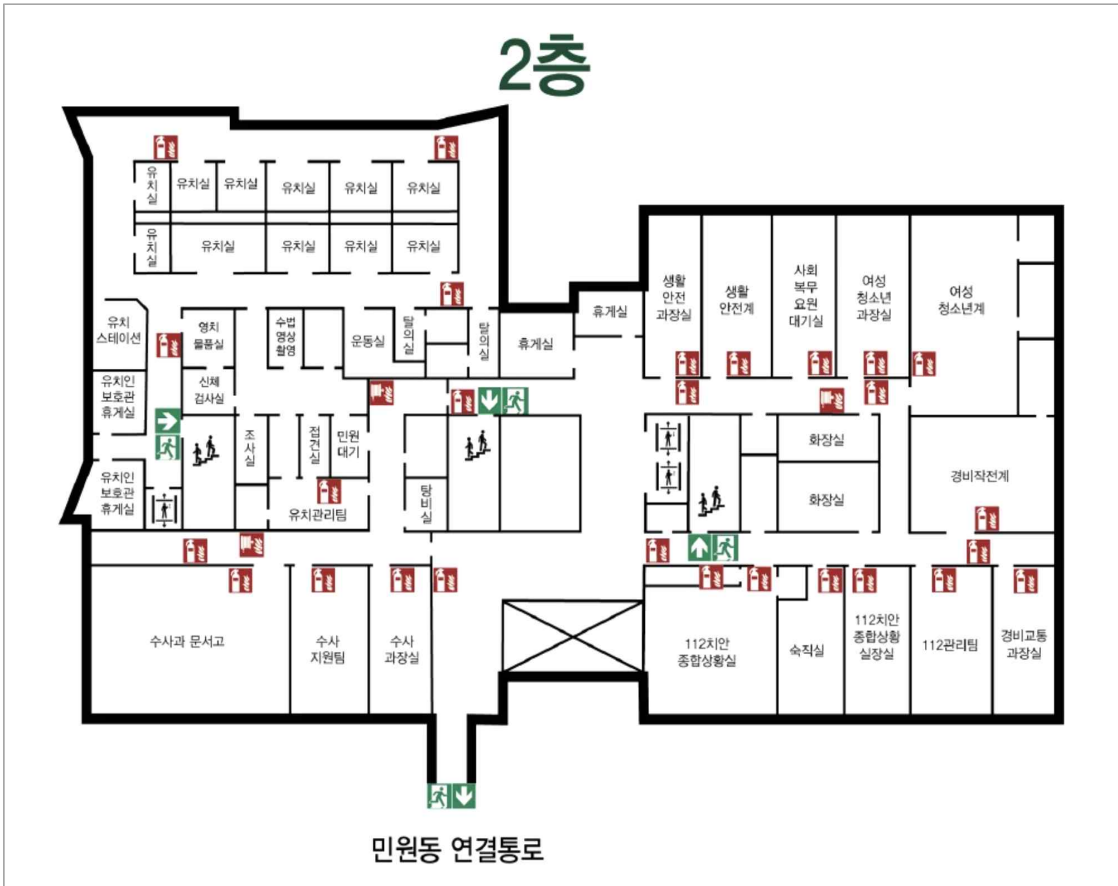 2층
유치실
유치실
유치실
유치실
유치실
유치실
유치실
유치실
유치실
유치실
유치실
유치
스테이션
영치
물품실
수법
영상
촬영
운동실
탈의실
탈의실
휴게실
휴게실
생활
안전
과장실
생활
안전계
사회
복무
요원
대기실
여성
청소년
과장실
여성
청소년계
유치인
보호관
휴게실
신체
검사실
조사실
접견실
민원
대기
화장실
유치인
보호관
휴게실
유치관리팀
탕비실
화장실
경비작전계
수사과 문서고
수사
지원팀
수사
과장실
112치안
종합상황실
숙직실
112치안
종합상황
실장실
112관리팀
경비교통
과장실
민원동 연결통로